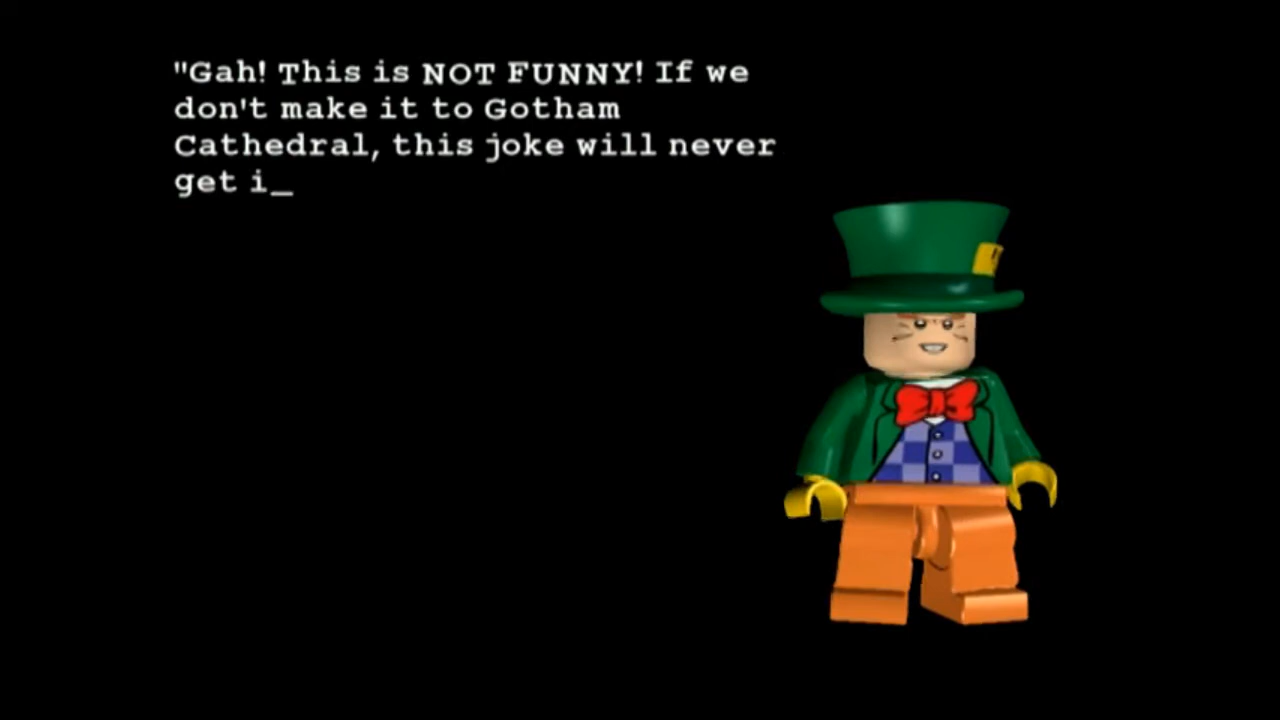 "Gah! This is NOT FUNNY! If we
don't make it to Gotham
Cathedral, this joke will never
get i_